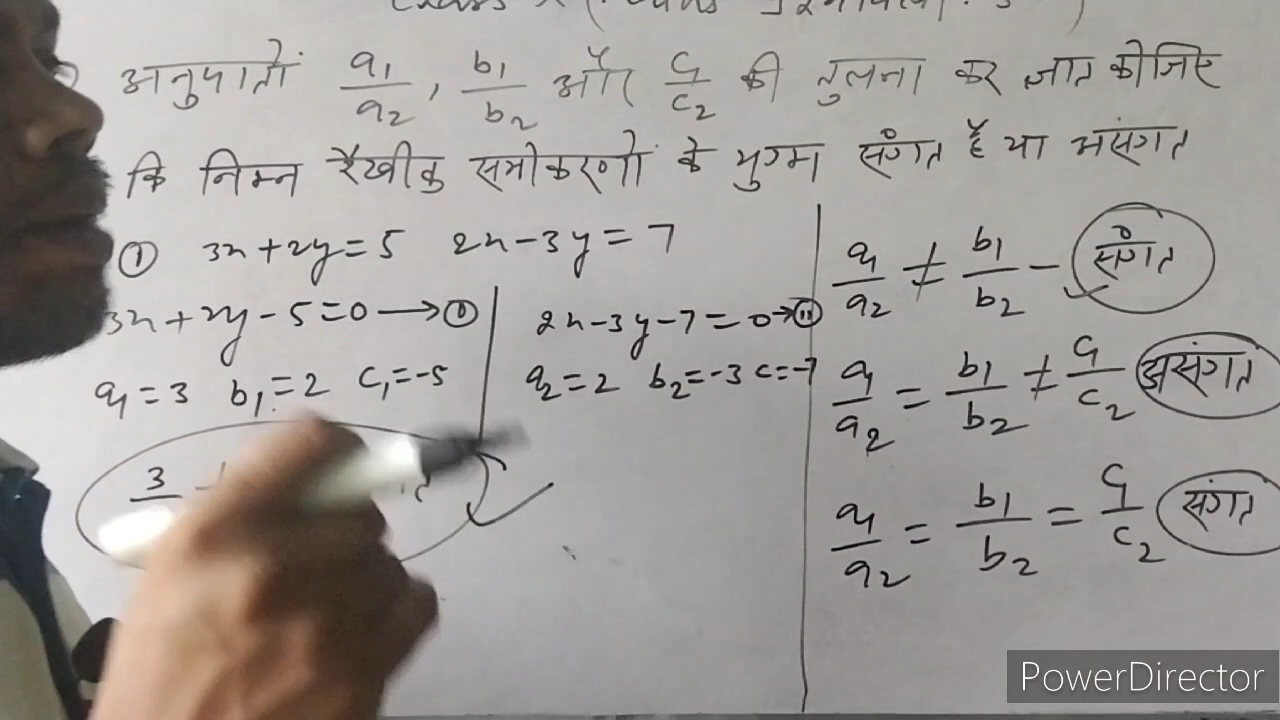 अनुपातों a₁/a₂, b₁/b₂ और c₁/c₂ की तुलना कर ज्ञात कीजिए
कि निम्न रैखीक समीकरणों के युग्म संगत है या असंगत
① 3x+2y=5 2x-3y=7
3x+2y-5=0 → ①
a₁=3 b₁=2 c₁=-5
3
2x-3y-7=0 → ⑪
a₂=2 b₂=-3 c=-7
a₁/a₂ ≠ b₁/b₂ - संगत
a₁/a₂ = b₁/b₂ ≠ c₁/c₂ असंगत
a₁/a₂ = b₁/b₂ = c₁/c₂ संगत
PowerDirector